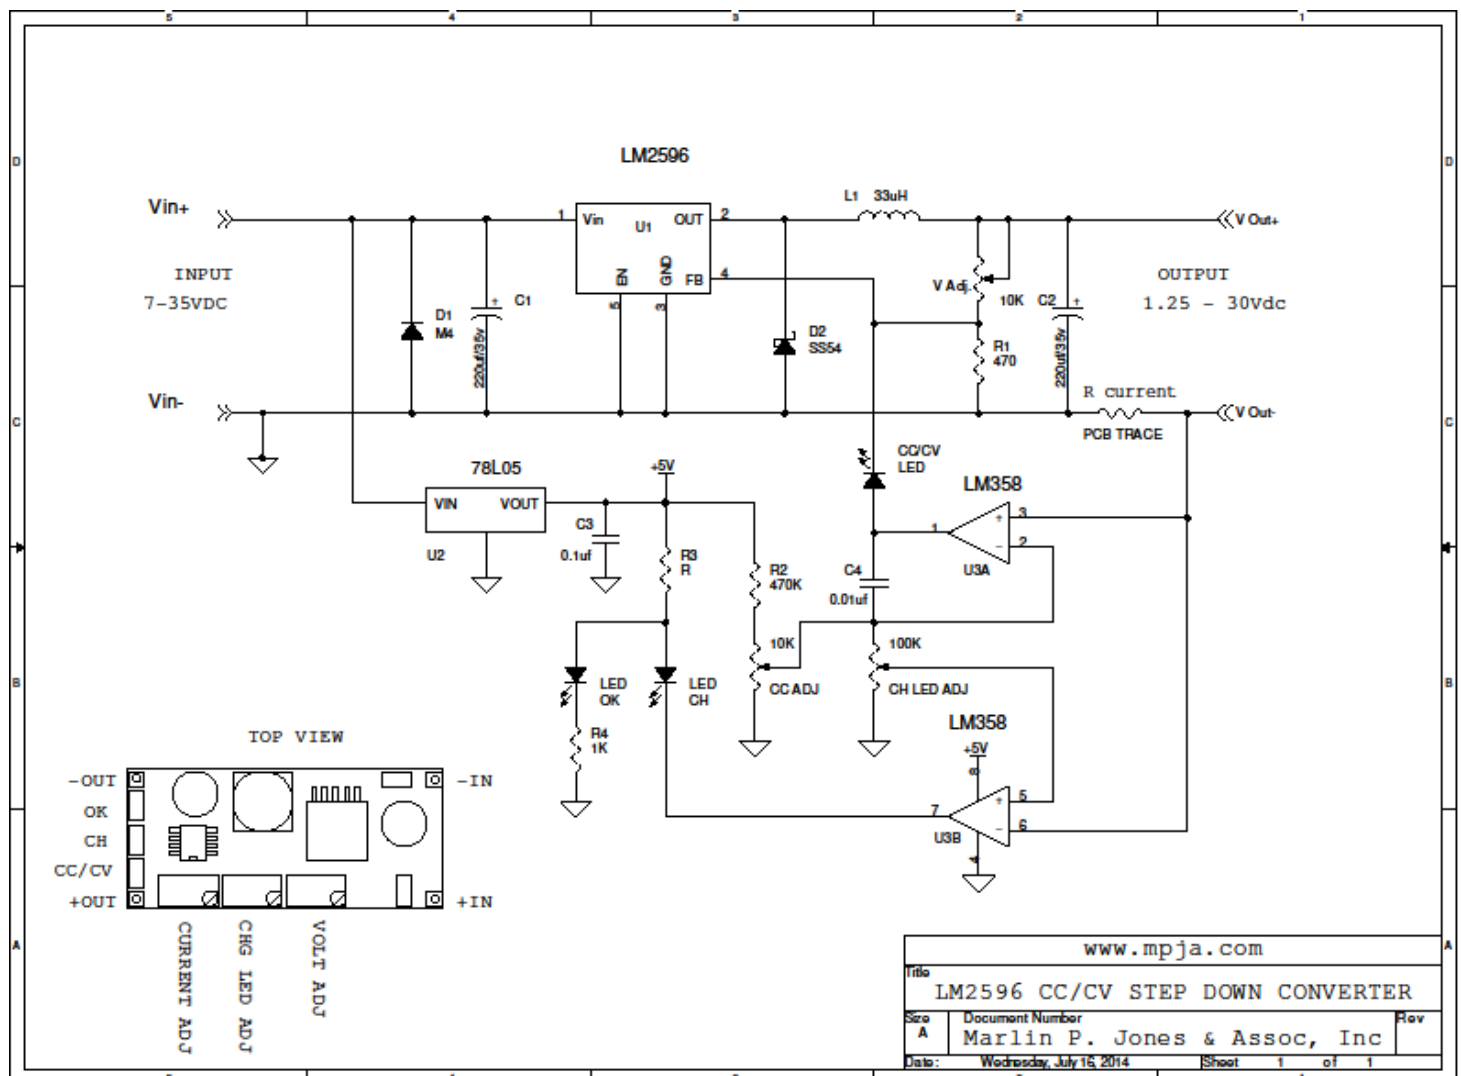 5 4 3 2 1
D D
LM2596
L1 33uH
Vin+
1 Vin U1 OUT 2
V Out+
EN GND FB 4
5 3
INPUT
7-35VDC
C1
+
220uf/35v
D1
M4
D2
SS54
V Adj.
10K
C2
+
220uf/35v
OUTPUT
1.25 - 30Vdc
R1
470
R current
PCB TRACE
Vin-
V Out-
C C
78L05
+5V
CC/CV
LED
LM358
VIN VOUT
U2
C3
0.1uf
R3
R
R2
470K
C4
0.01uf
1 + 3
- 2
U3A
10K
CC ADJ
100K
CH LED ADJ
B B
LED
OK
LED
CH
R4
1K
LM358
+5V
8
7 + 5
- 6
U3B
4
TOP VIEW
-OUT -IN
OK
CH
CC/CV
+OUT +IN
CURRENT ADJ
CHG LED ADJ
VOLT ADJ
A A
www.mpja.com
Title
LM2596 CC/CV STEP DOWN CONVERTER
Size Document Number Rev
A Marlin P. Jones & Assoc, Inc
Date: Wednesday, July 16, 2014 Sheet 1 of 1